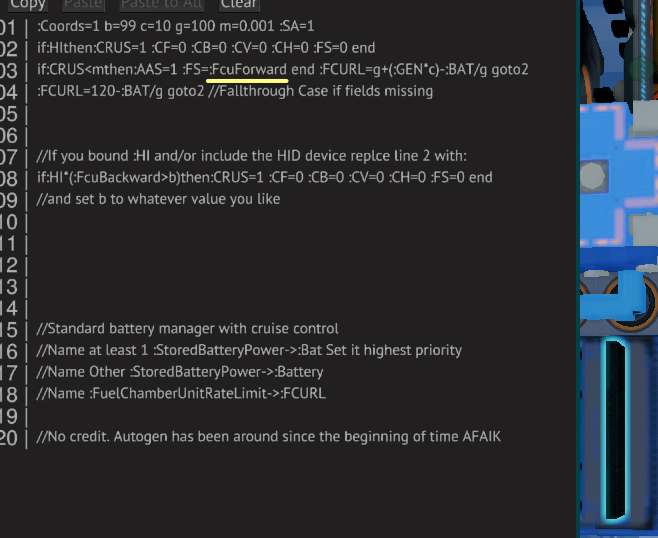 Copy Paste Paste to All Clear
01 :Coords=1 b=99 c=10 g=100 m=0.001 :SA=1
02 if:HIthen:CRUS=1 :CF=0 :CB=0 :CV=0 :CH=0 :FS=0 end
03 if:CRUS<mthen:AAS=1 :FS=:FcuForward end :FCURL=g+(:GEN*c)-:BAT/g goto2
04 :FCURL=120-:BAT/g goto2 //Fallthrough Case if fields missing
05
06
07 //If you bound :HI and/or include the HID device replce line 2 with:
08 if:HI*(:FcuBackward>b)then:CRUS=1 :CF=0 :CB=0 :CV=0 :CH=0 :FS=0 end
09 //and set b to whatever value you like
10
11
12
13
14
15 //Standard battery manager with cruise control
16 //Name at least 1 :StoredBatteryPower->:Bat Set it highest priority
17 //Name Other :StoredBatteryPower->:Battery
18 //Name :FuelChamberUnitRateLimit->:FCURL
19
20 //No credit. Autogen has been around since the beginning of time AFAIK